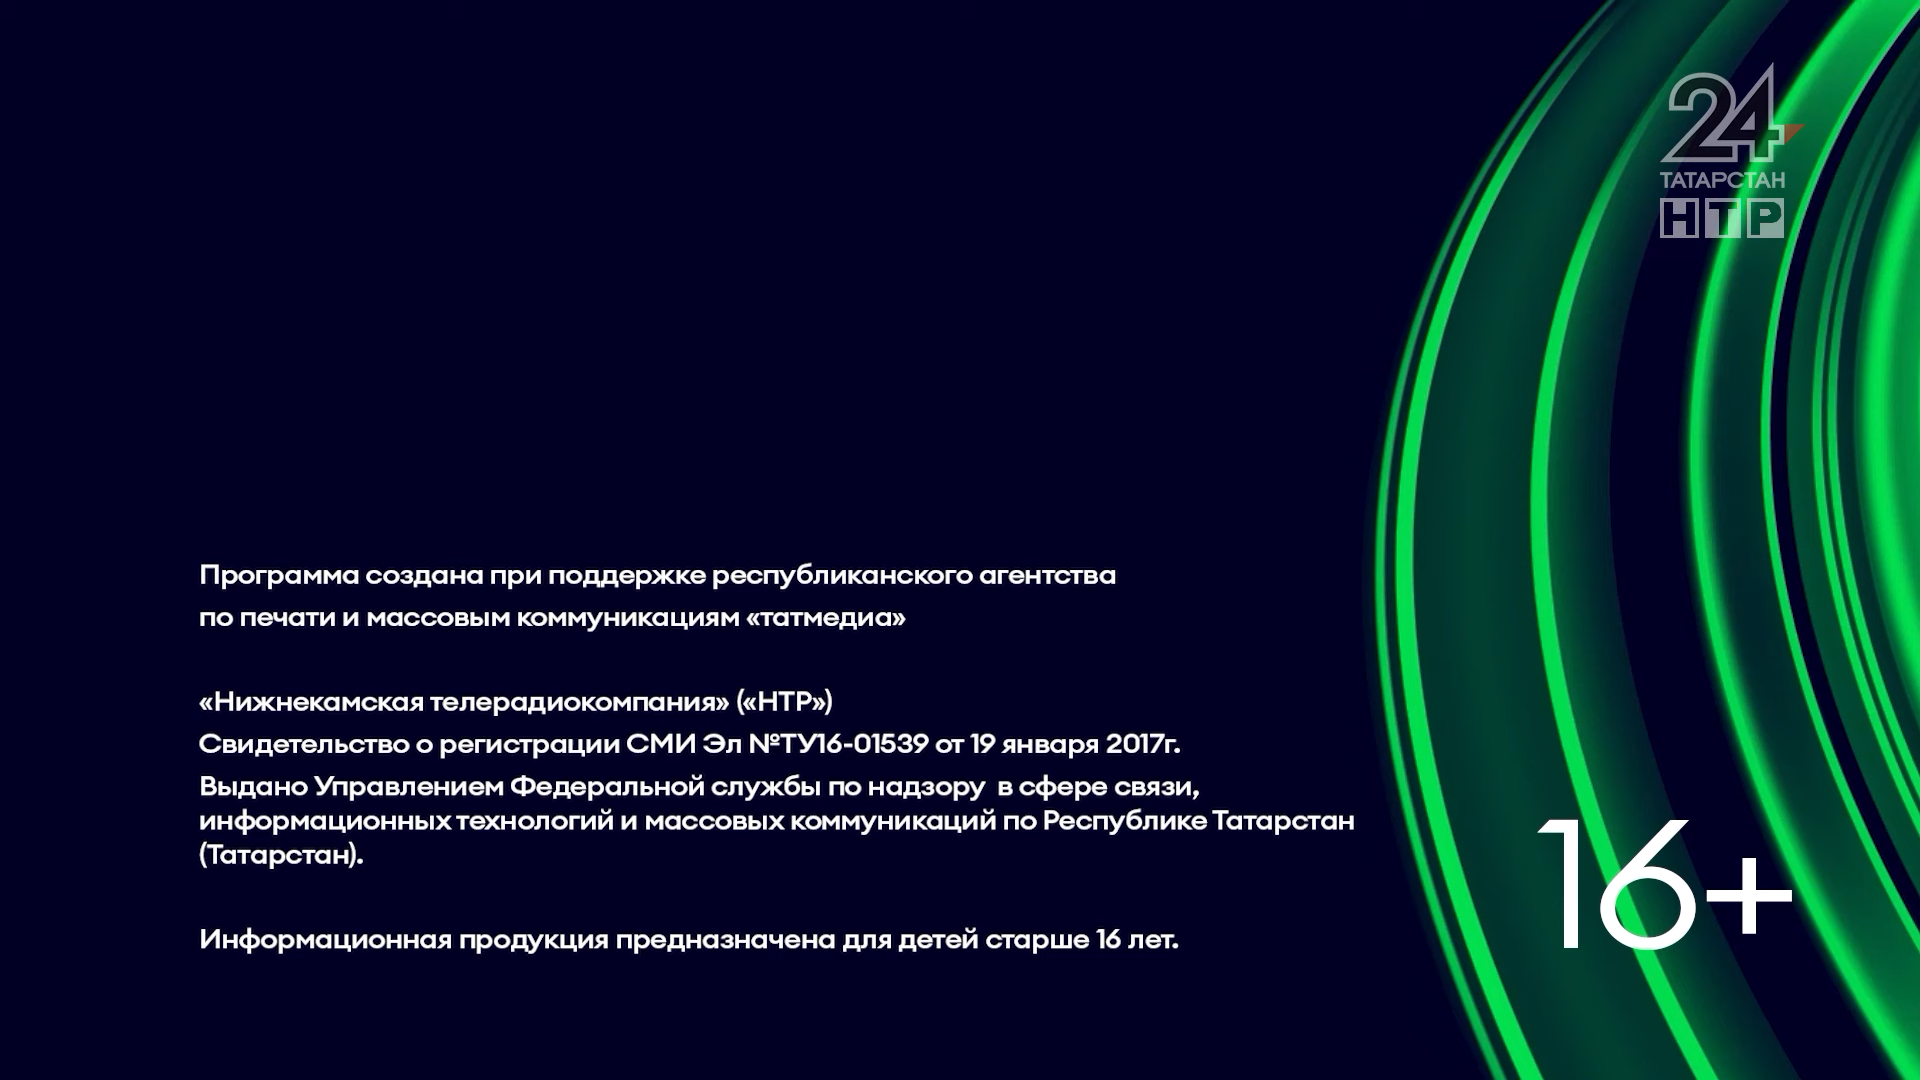 24
ТАТАРСТАН
НТР
Программа создана при поддержке республиканского агентства
по печати и массовым коммуникациям «татмедиа»
«Нижнекамская телерадиокомпания» («НТР»)
Свидетельство о регистрации СМИ Эл №ТУ16-01539 от 19 января 2017г.
Выдано Управлением Федеральной службы по надзору  в сфере связи,
информационных технологий и массовых коммуникаций по Республике Татарстан
(Татарстан).
Информационная продукция предназначена для детей старше 16 лет.
16+